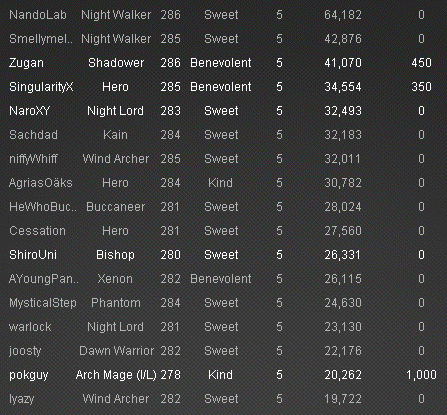 NandoLab Night Walker 286 Sweet 5 64,182 0
Smellymel.. Night Walker 285 Sweet 5 42,876 0
Zugan Shadower 286 Benevolent 5 41,070 450
SingularityX Hero 285 Benevolent 5 34,554 350
NaroXY Night Lord 283 Sweet 5 32,493 0
Sachdad Kain 284 Sweet 5 32,183 0
niffyWhiff Wind Archer 285 Sweet 5 32,011 0
AgriasOäks Hero 284 Kind 5 30,782 0
HeWhoBuc.. Buccaneer 281 Sweet 5 28,024 0
Cessation Hero 281 Sweet 5 27,560 0
ShiroUni Bishop 280 Sweet 5 26,331 0
AYoungPan.. Xenon 282 Benevolent 5 26,115 0
MysticalStep Phantom 284 Sweet 5 24,630 0
warlock Night Lord 281 Sweet 5 23,130 0
joosty Dawn Warrior 282 Sweet 5 22,176 0
pokguy Arch Mage (I/L) 278 Kind 5 20,262 1,000
lyazy Wind Archer 282 Sweet 5 19,722 0